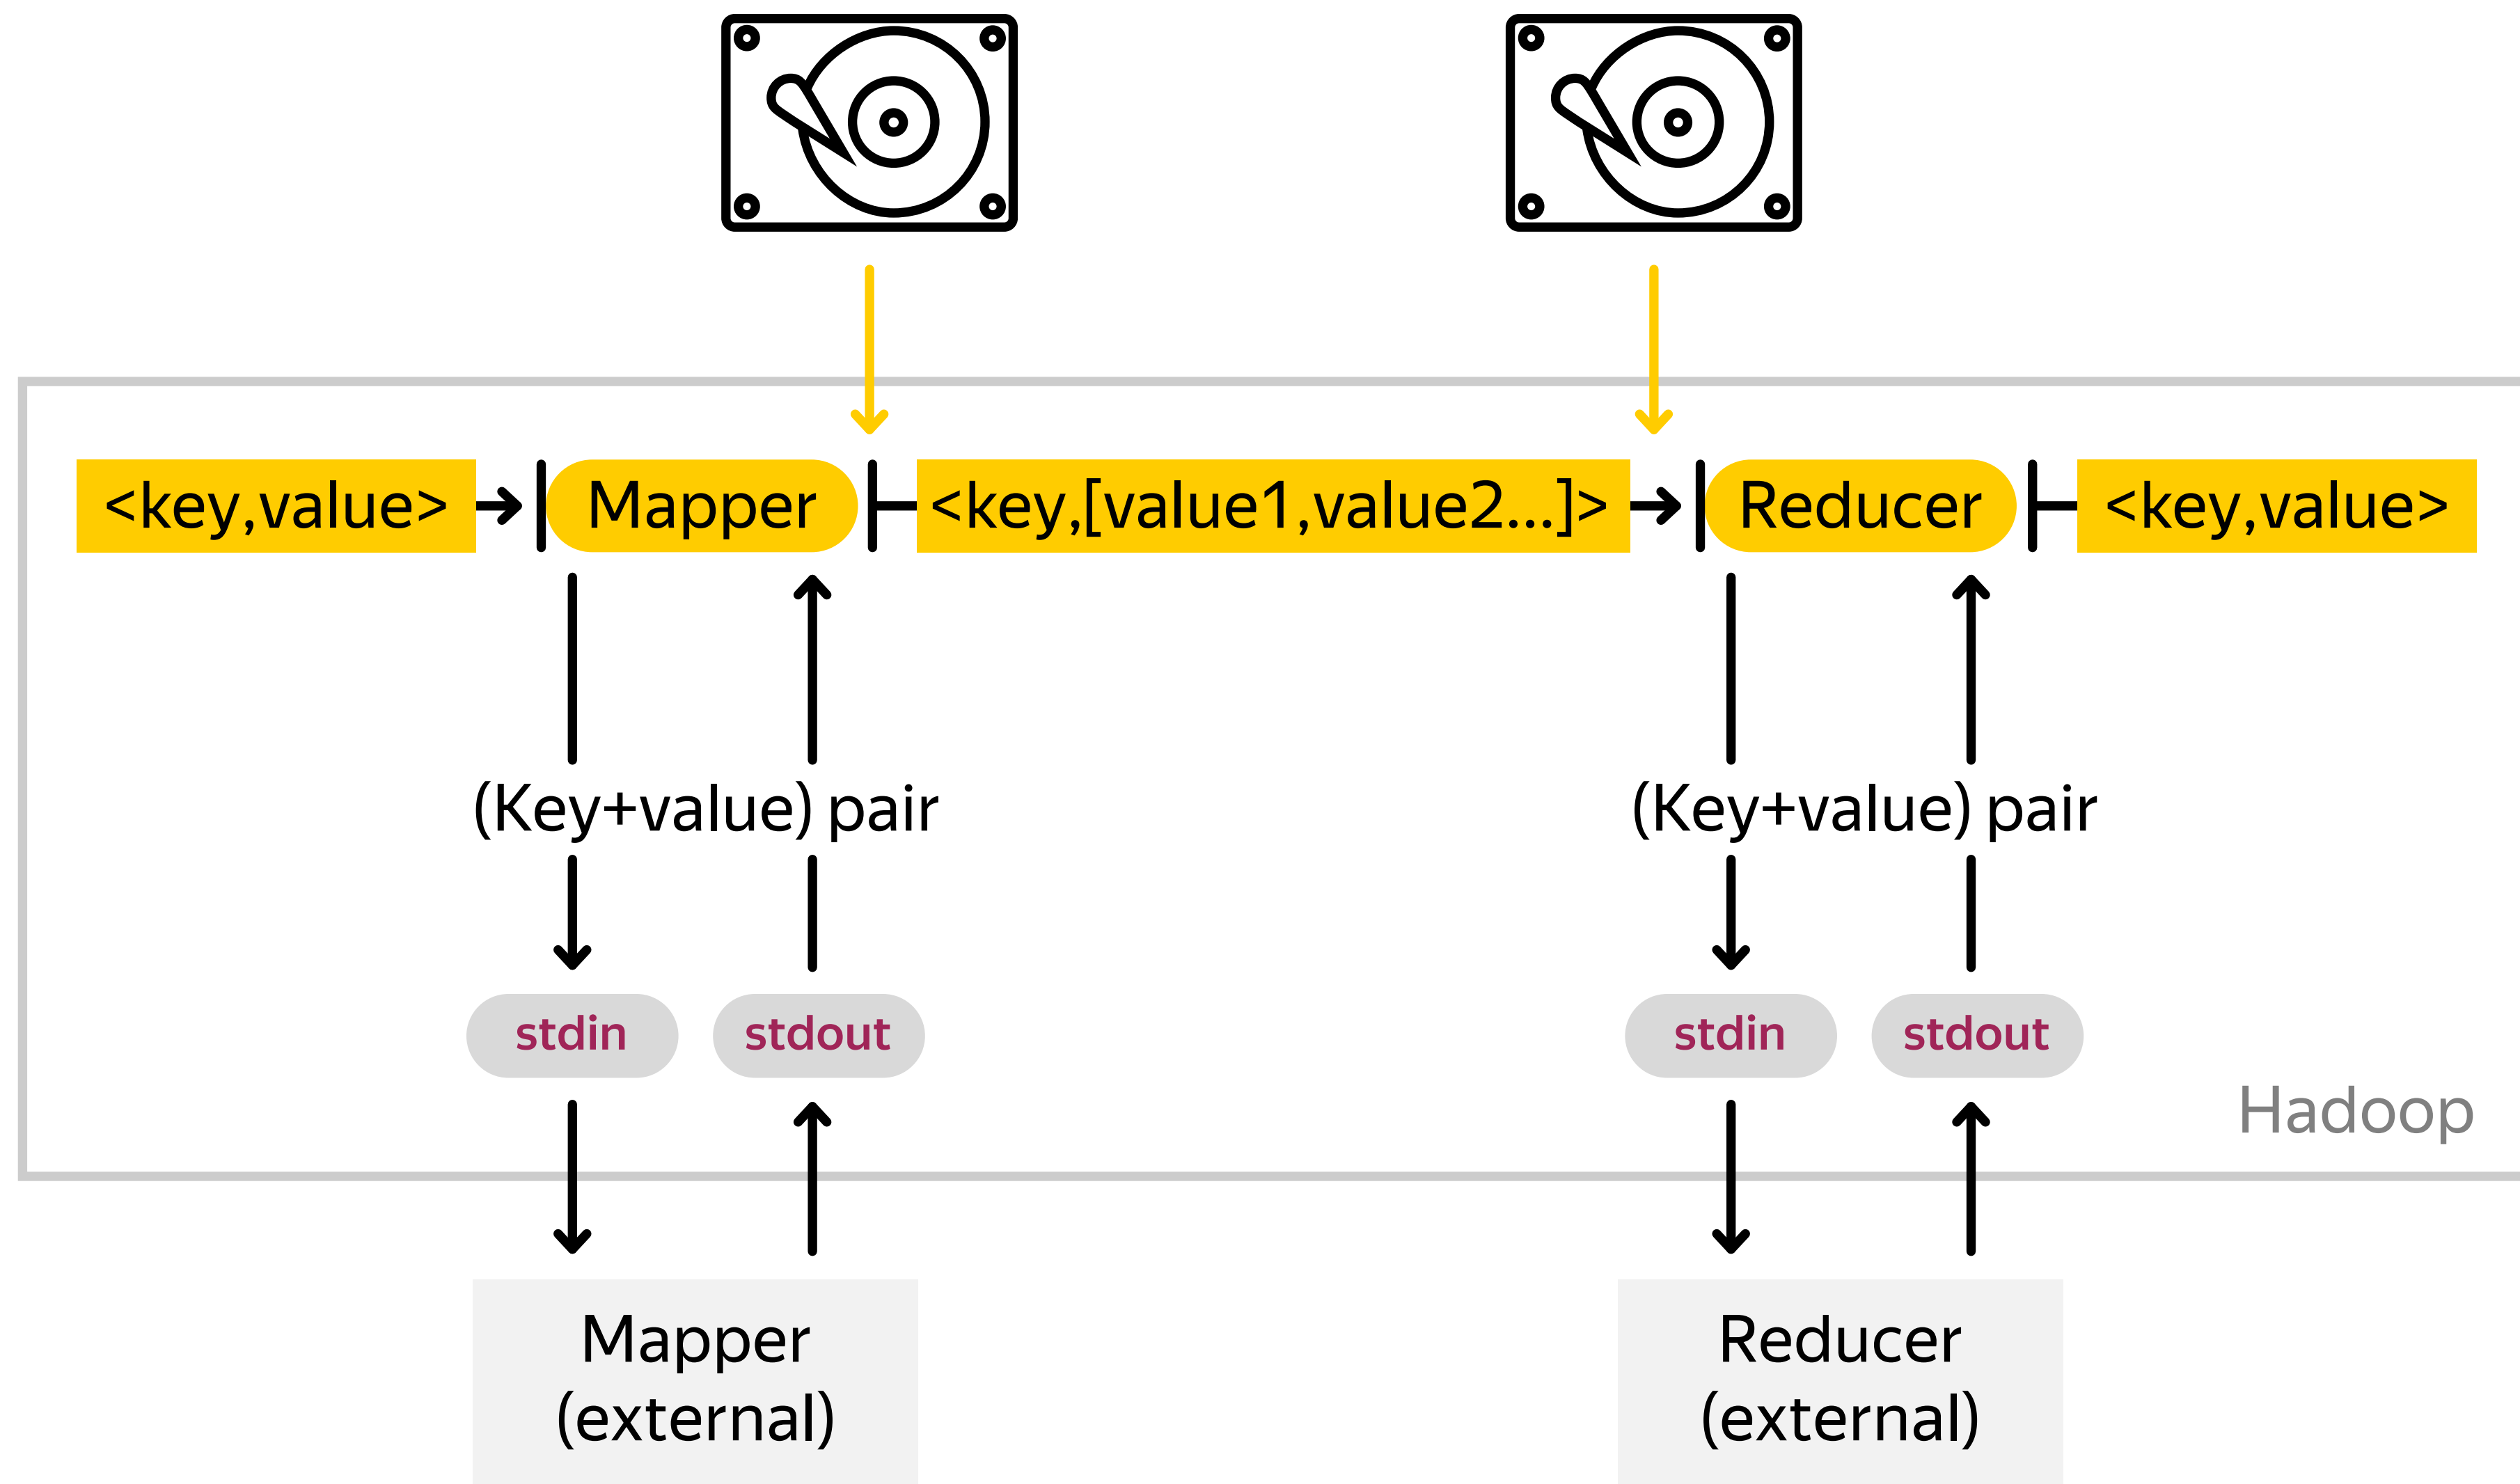 <key,value>
Mapper
<key,[value1,value2...]>
Reducer
<key,value>
(Key+value) pair
(Key+value) pair
stdin
stdout
stdin
stdout
Hadoop
Mapper
(external)
Reducer
(external)